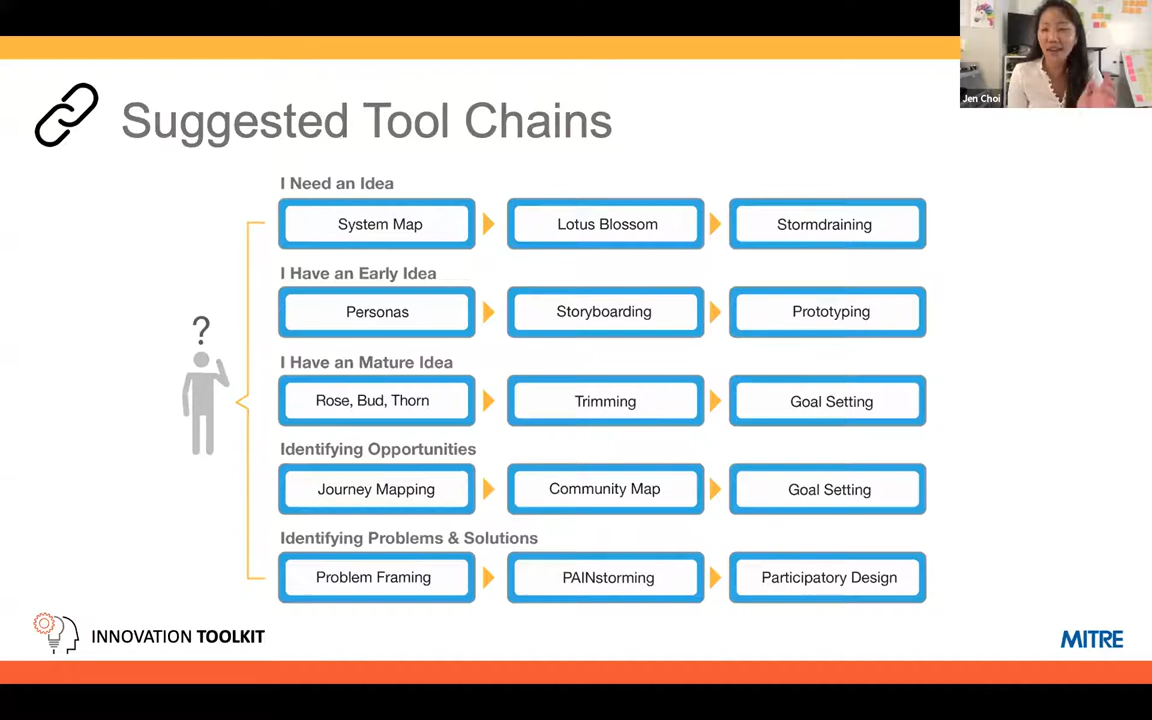 Jen Choi
Suggested Tool Chains
I Need an Idea
System Map
Lotus Blossom
Stormdraining
I Have an Early Idea
Personas
Storyboarding
Prototyping
I Have an Mature Idea
Rose, Bud, Thorn
Trimming
Goal Setting
Identifying Opportunities
Journey Mapping
Community Map
Goal Setting
Identifying Problems & Solutions
Problem Framing
PAINstorming
Participatory Design
?
INNOVATION TOOLKIT
MITRE